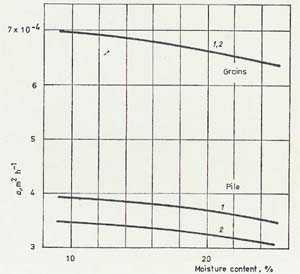 7×10⁻⁴
1,2
Grains
6
5
a, m² h⁻¹
Pile
4
1
2
3
10
20
Moisture content, %